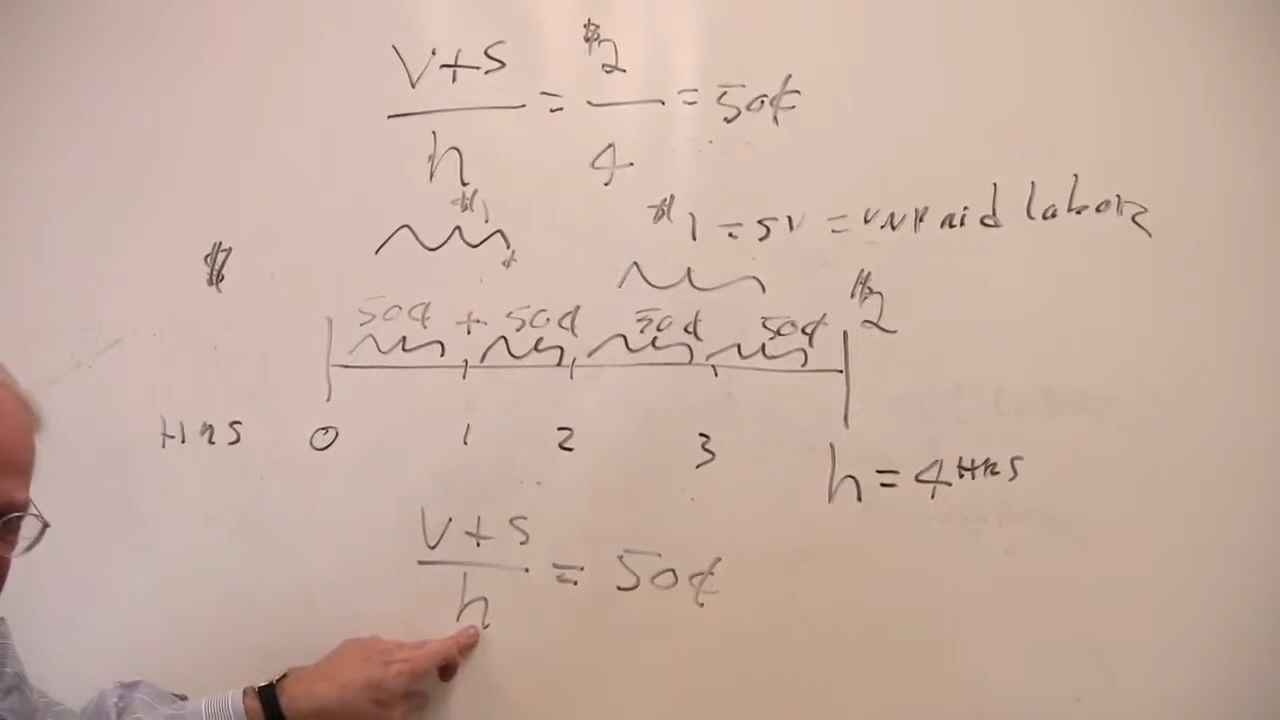 V+S / h = $2 / 4 = 50¢
$1 $1 = SV = UNPaid labor
$
50¢ + 50¢ 50¢ 50¢ $2
HRS 0 1 2 3 h = 4 HRS
V+S / h = 50¢